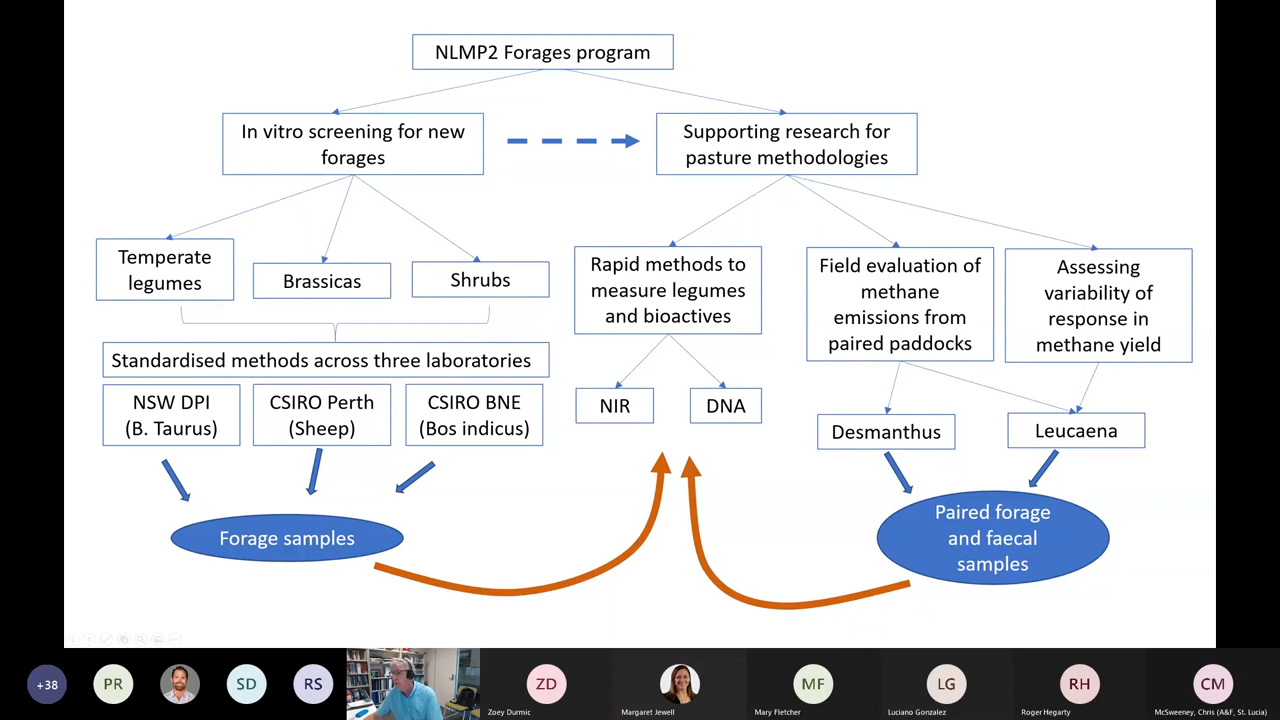 NLMP2 Forages program
In vitro screening for new
forages
Supporting research for
pasture methodologies
Temperate
legumes
Brassicas
Shrubs
Rapid methods to
measure legumes
and bioactives
Field evaluation of
methane
emissions from
paired paddocks
Assessing
variability of
response in
methane yield
Standardised methods across three laboratories
NSW DPI
(B. Taurus)
CSIRO Perth
(Sheep)
CSIRO BNE
(Bos indicus)
NIR
DNA
Desmanthus
Leucaena
Forage samples
Paired forage
and faecal
samples
+38
PR
SD
RS
ZD
MF
LG
RH
CM
Zoey Durmic
Margaret Jewell
Mary Fletcher
Luciano Gonzalez
Roger Hegarty
McSweeney, Chris (A&F, St. Lucia)